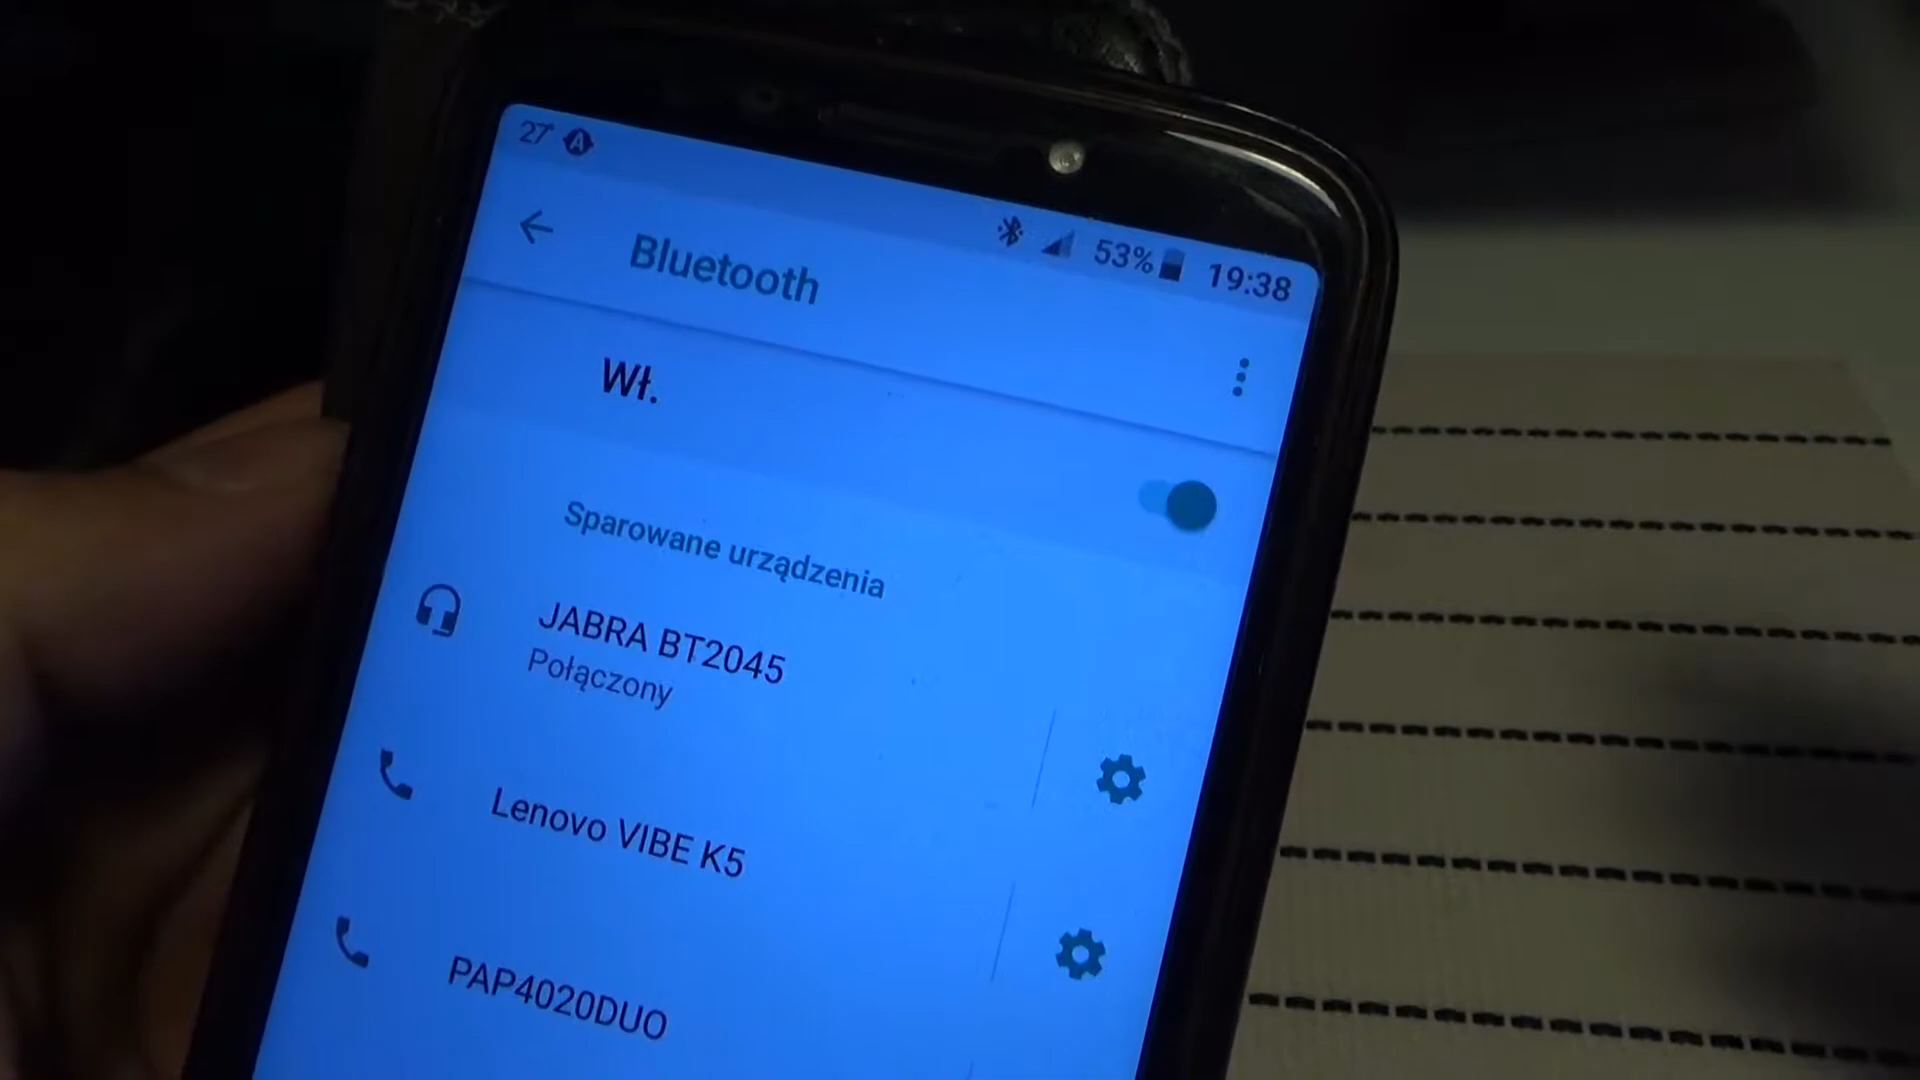 27° A
53% 19:38
Bluetooth
Wł.
Sparowane urządzenia
JABRA BT2045
Połączony
Lenovo VIBE K5
PAP4020DUO